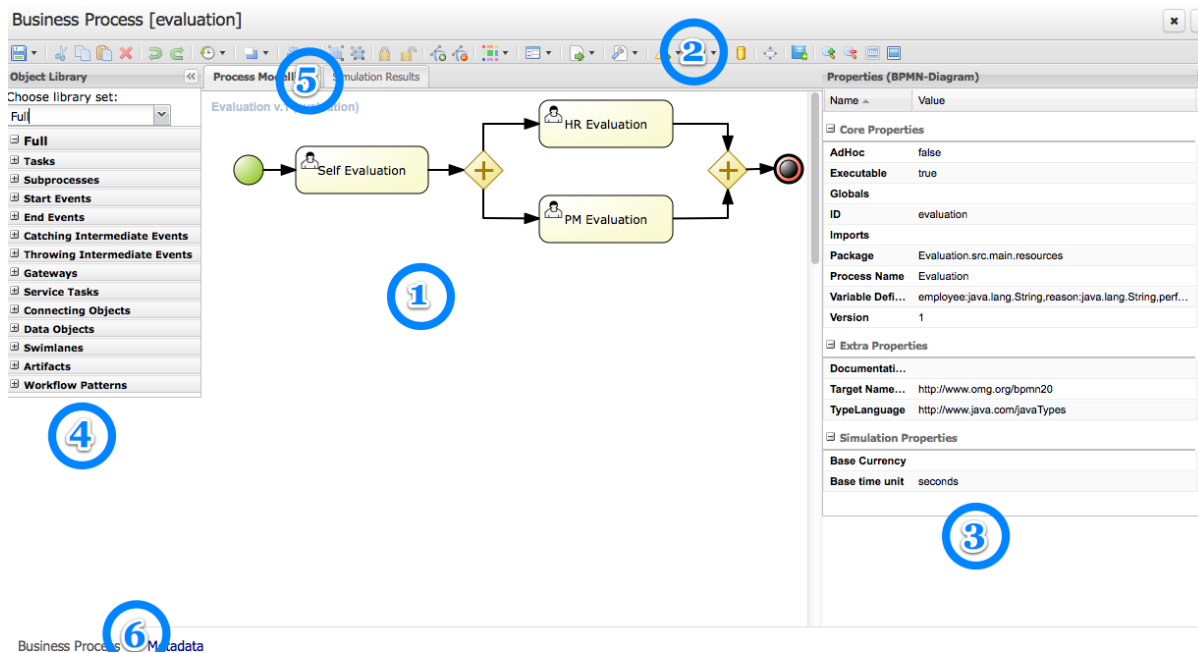 Business Process [evaluation]
2
Object Library
Process Modelli
5
Simulation Results
Properties (BPMN-Diagram)
Choose library set:
Full
Full
Tasks
Subprocesses
Start Events
End Events
Catching Intermediate Events
Throwing Intermediate Events
Gateways
Service Tasks
Connecting Objects
Data Objects
Swimlanes
Artifacts
Workflow Patterns
4
Evaluation v.1 (evaluation)
Self Evaluation
HR Evaluation
PM Evaluation
1
Name Value
Core Properties
AdHoc false
Executable true
Globals
ID evaluation
Imports
Package Evaluation.src.main.resources
Process Name Evaluation
Variable Defi... employee:java.lang.String,reason:java.lang.String,perf...
Version 1
Extra Properties
Documentati...
Target Name... http://www.omg.org/bpmn20
TypeLanguage http://www.java.com/javaTypes
Simulation Properties
Base Currency
Base time unit seconds
3
Business Process
6
Metadata